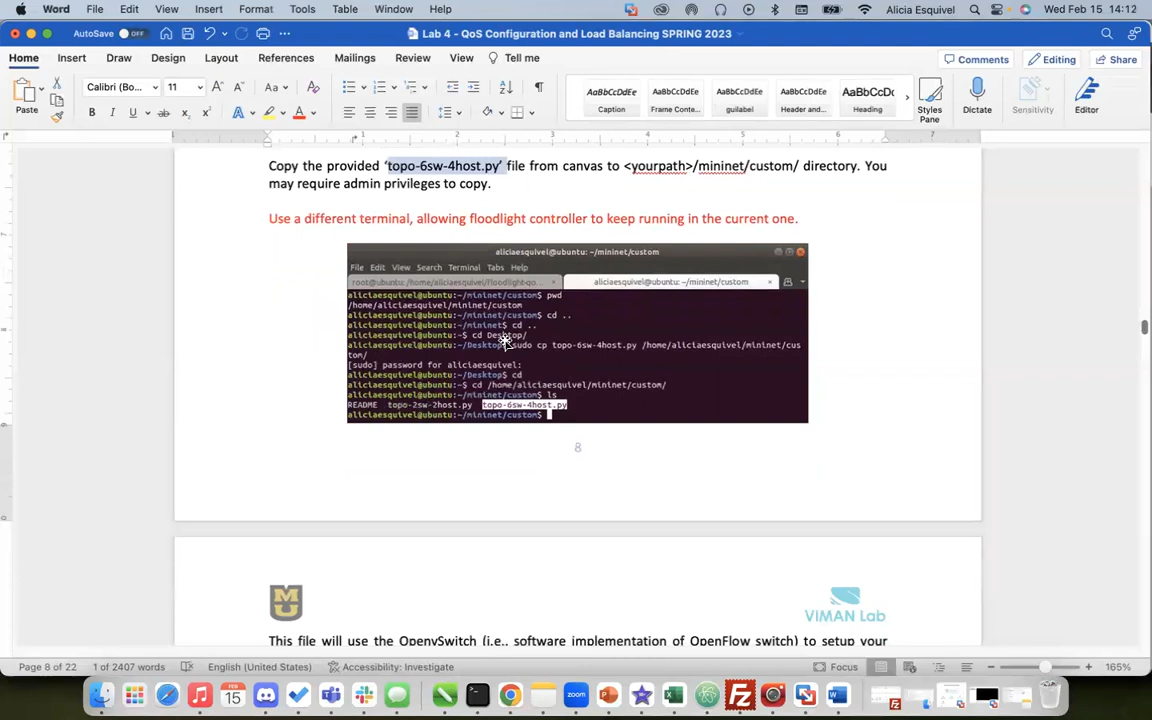 Word File Edit View Insert Format Tools Table Window Help Alicia Esquivel Wed Feb 15 14:12
AutoSave OFF Lab 4 - QoS Configuration and Load Balancing SPRING 2023
Home Insert Draw Design Layout References Mailings Review View Tell me Comments Editing Share
Paste Calibri (Bo... 11 Caption Frame Conte... guilabel Header and... Heading Styles Pane Dictate Sensitivity Editor
Copy the provided ‘topo-6sw-4host.py’ file from canvas to <yourpath>/mininet/custom/ directory. You
may require admin privileges to copy.
Use a different terminal, allowing floodlight controller to keep running in the current one.
aliciaesquivel@ubuntu: ~/mininet/custom
File Edit View Search Terminal Tabs Help
root@ubuntu: /home/aliciaesquivel/floodlight-qo... aliciaesquivel@ubuntu: ~/mininet/custom
aliciaesquivel@ubuntu:~/mininet/custom$ pwd
/home/aliciaesquivel/mininet/custom
aliciaesquivel@ubuntu:~/mininet/custom$ cd ..
aliciaesquivel@ubuntu:~/mininet$ cd ..
aliciaesquivel@ubuntu:~$ cd Desktop/
aliciaesquivel@ubuntu:~/Desktop$ sudo cp topo-6sw-4host.py /home/aliciaesquivel/mininet/cus
tom/
[sudo] password for aliciaesquivel:
aliciaesquivel@ubuntu:~/Desktop$ cd
aliciaesquivel@ubuntu:~$ cd /home/aliciaesquivel/mininet/custom/
aliciaesquivel@ubuntu:~/mininet/custom$ ls
README topo-2sw-2host.py topo-6sw-4host.py
aliciaesquivel@ubuntu:~/mininet/custom$
8
VIMAN Lab
This file will use the OpenvSwitch (i.e., software implementation of OpenFlow switch) to setup your
Page 8 of 22 1 of 2407 words English (United States) Accessibility: Investigate Focus 165%